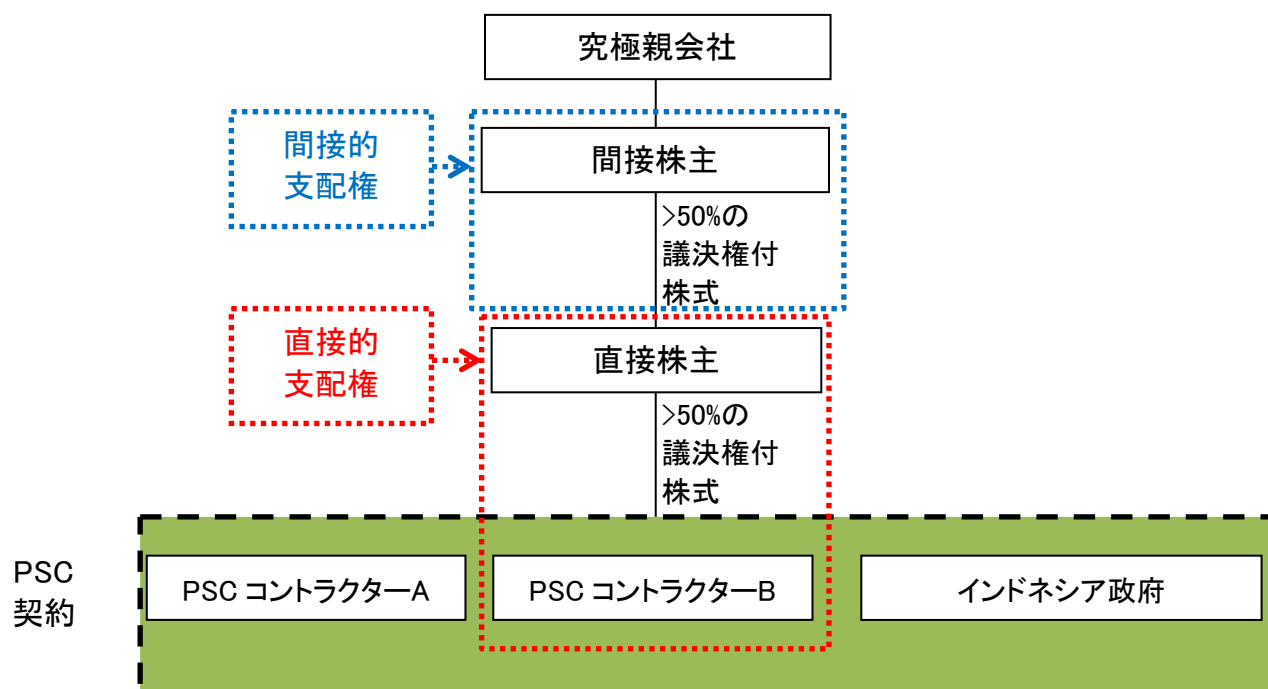 究極親会社
間接的
支配権
間接株主
>50%の
議決権付
株式
直接的
支配権
直接株主
>50%の
議決権付
株式
PSC
契約
PSC コントラクターA
PSC コントラクターB
インドネシア政府